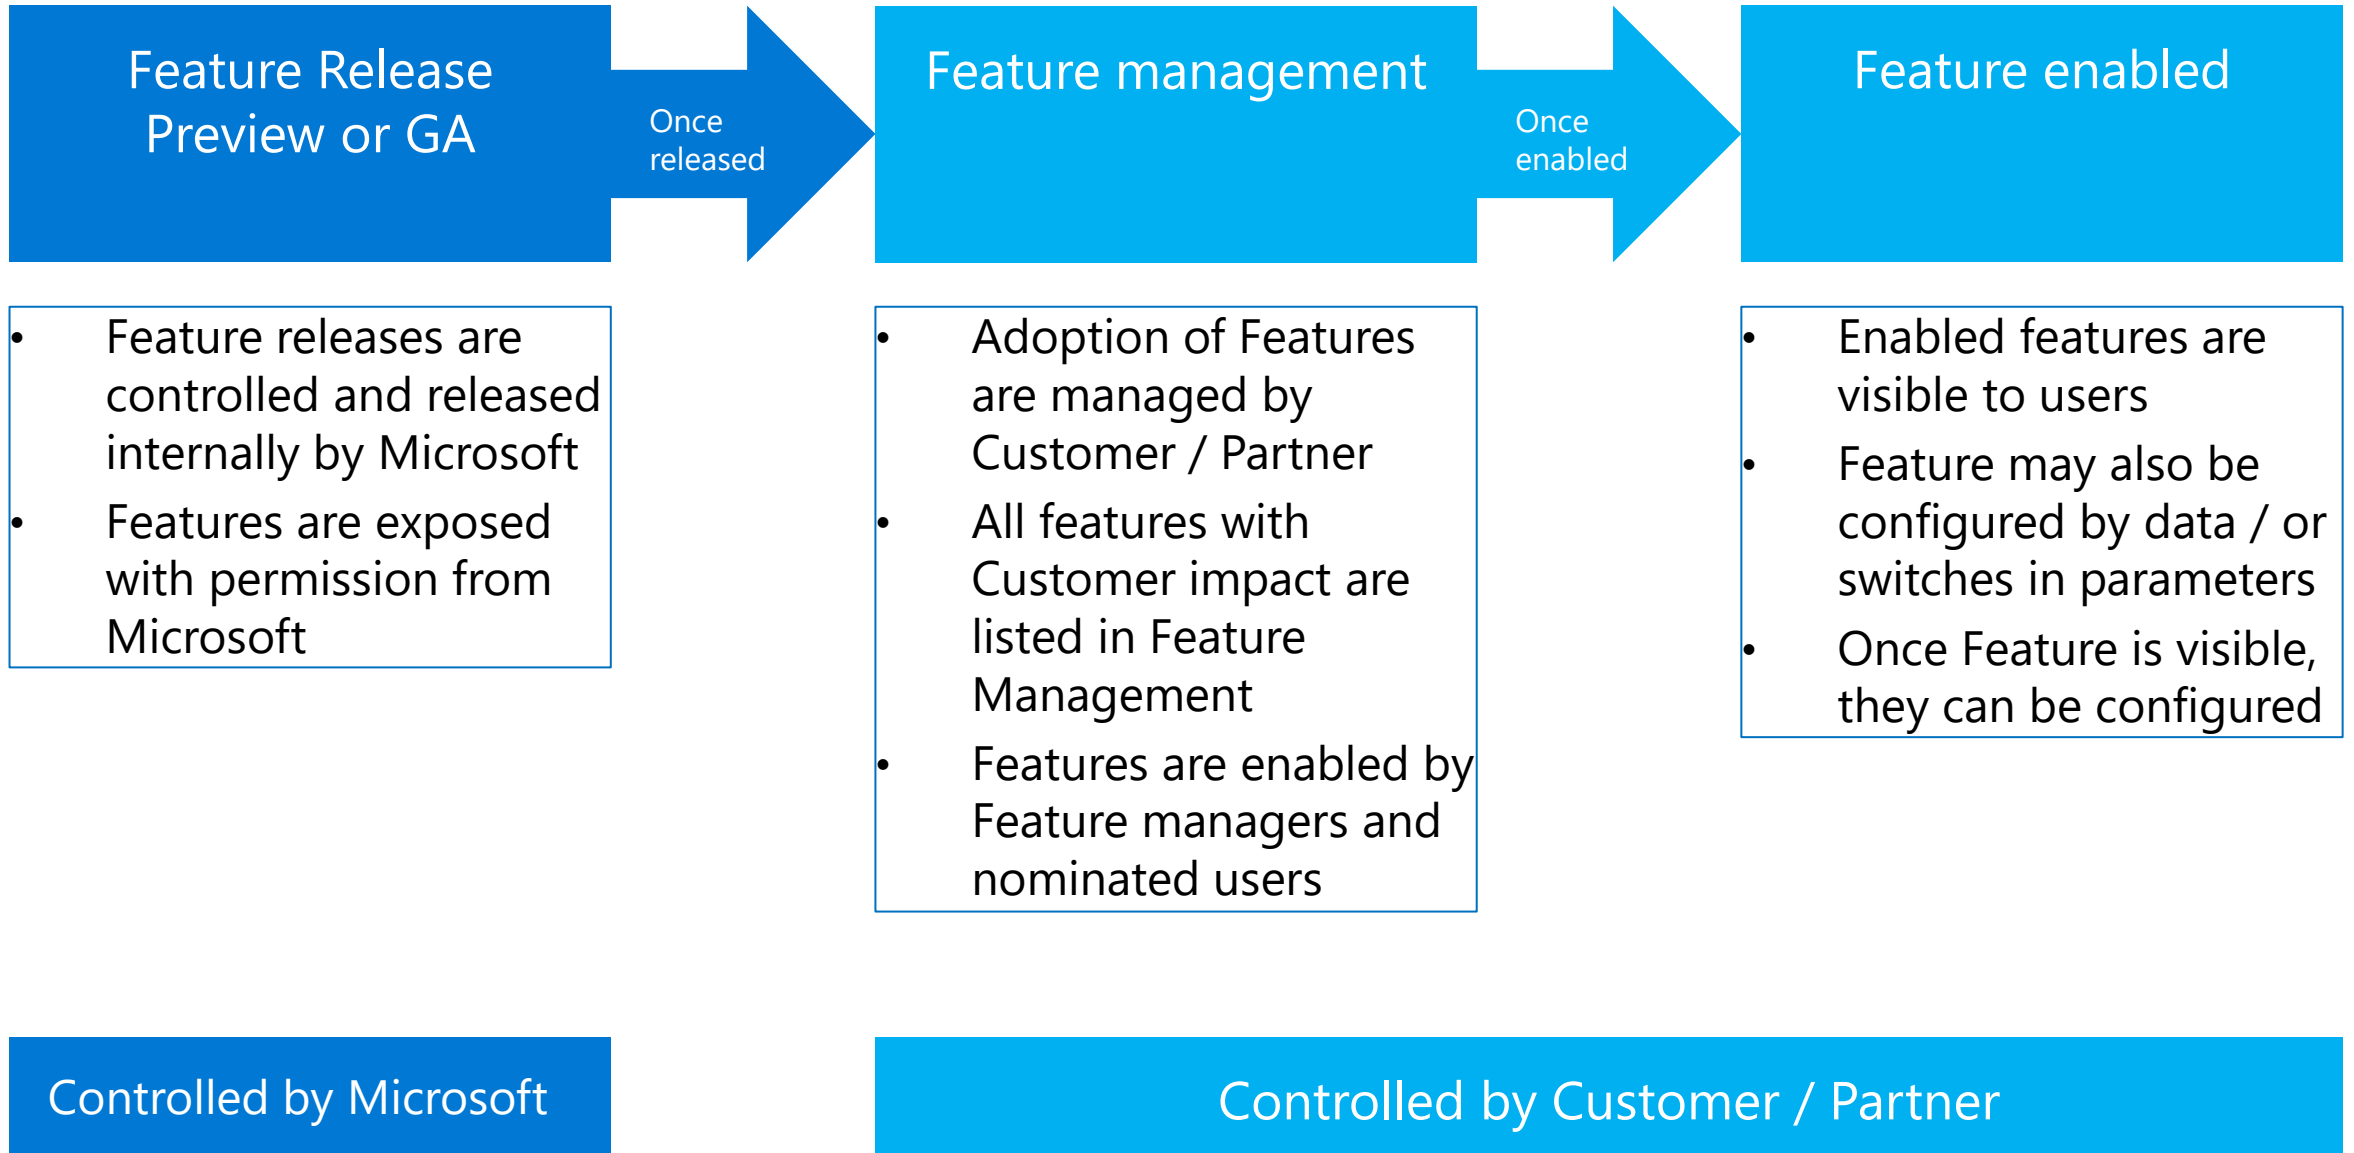 Feature Release
Preview or GA
Once
released
Feature management
Once
enabled
Feature enabled
• Feature releases are
controlled and released
internally by Microsoft
• Features are exposed
with permission from
Microsoft
• Adoption of Features
are managed by
Customer / Partner
• All features with
Customer impact are
listed in Feature
Management
• Features are enabled by
Feature managers and
nominated users
• Enabled features are
visible to users
• Feature may also be
configured by data / or
switches in parameters
• Once Feature is visible,
they can be configured
Controlled by Microsoft
Controlled by Customer / Partner